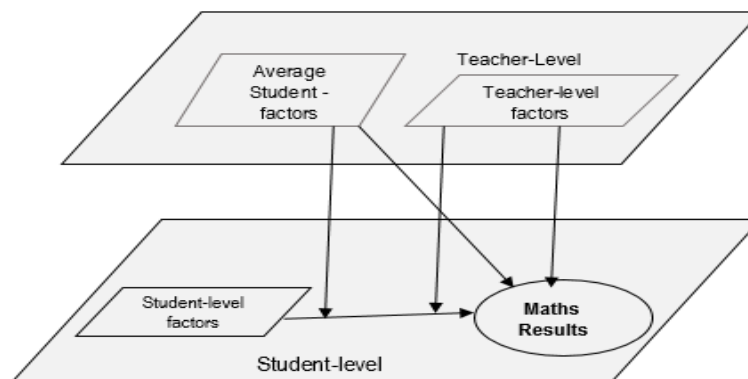 Average
Student -
factors
Teacher-Level
Teacher-level
factors
Student-level
factors
Maths
Results
Student-level